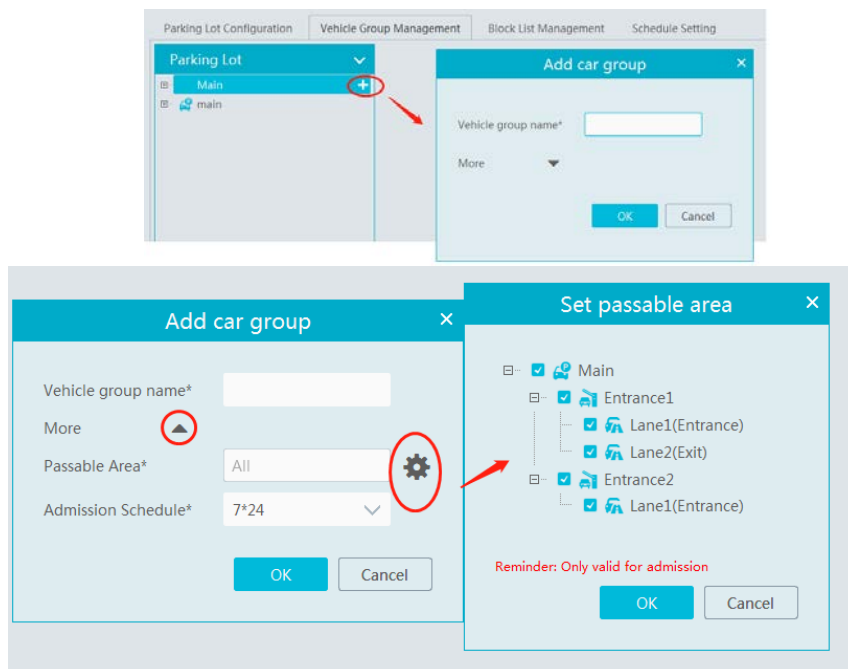 Parking Lot Configuration Vehicle Group Management Block List Management Schedule Setting
Parking Lot
Main
main
Add car group
Vehicle group name*
More
OK Cancel
Add car group
Vehicle group name*
More
Passable Area* All
Admission Schedule* 7*24
OK Cancel
Set passable area
Main
Entrance1
Lane1(Entrance)
Lane2(Exit)
Entrance2
Lane1(Entrance)
Reminder: Only valid for admission
OK Cancel